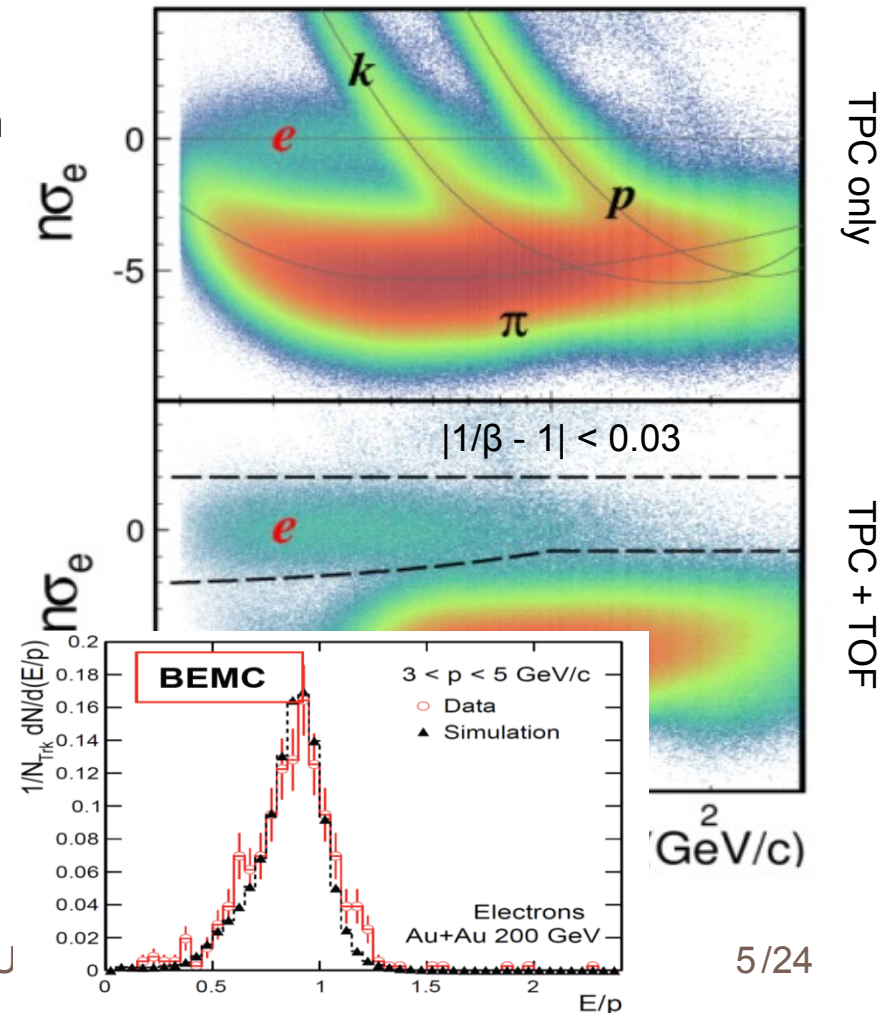 nσe
0
-5
k
e
p
π
TPC only
nσe
0
|1/β - 1| < 0.03
e
TPC + TOF
2
(GeV/c)
1/NTrk dN/d(E/p)
0.2
0.18
0.16
0.14
0.12
0.1
0.08
0.06
0.04
0.02
0
BEMC
3 < p < 5 GeV/c
Data
Simulation
Electrons
Au+Au 200 GeV
0
0.5
1
1.5
2
E/p
5/24